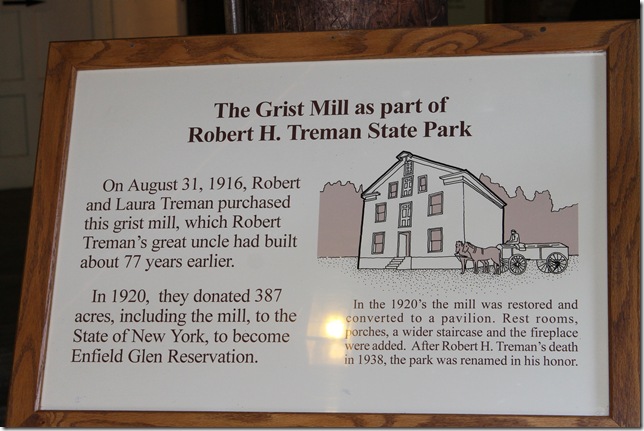 The Grist Mill as part of
Robert H. Treman State Park
On August 31, 1916, Robert
and Laura Treman purchased
this grist mill, which Robert
Treman's great uncle had built
about 77 years earlier.
In 1920, they donated 387
acres, including the mill, to the
State of New York, to become
Enfield Glen Reservation.
In the 1920's the mill was restored and
converted to a pavilion. Rest rooms,
porches, a wider staircase and the fireplace
were added. After Robert H. Treman's death
in 1938, the park was renamed in his honor.